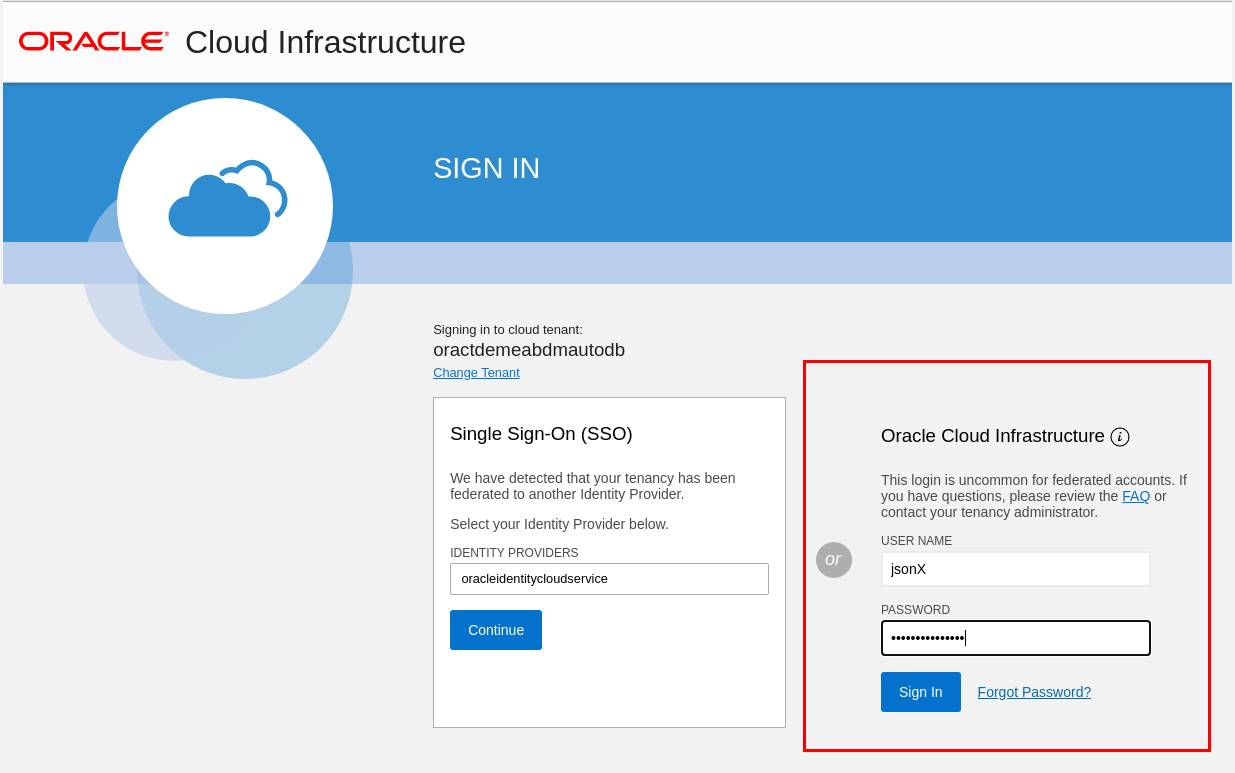 ORACLE® Cloud Infrastructure
SIGN IN
Signing in to cloud tenant:
oractdemeabdmautodb
Change Tenant
Single Sign-On (SSO)
We have detected that your tenancy has been
federated to another Identity Provider.
Select your Identity Provider below.
IDENTITY PROVIDERS
oracleidentitycloudservice
Continue
or
Oracle Cloud Infrastructure i
This login is uncommon for federated accounts. If
you have questions, please review the FAQ or
contact your tenancy administrator.
USER NAME
jsonX
PASSWORD
•••••••••••••••
Sign In Forgot Password?